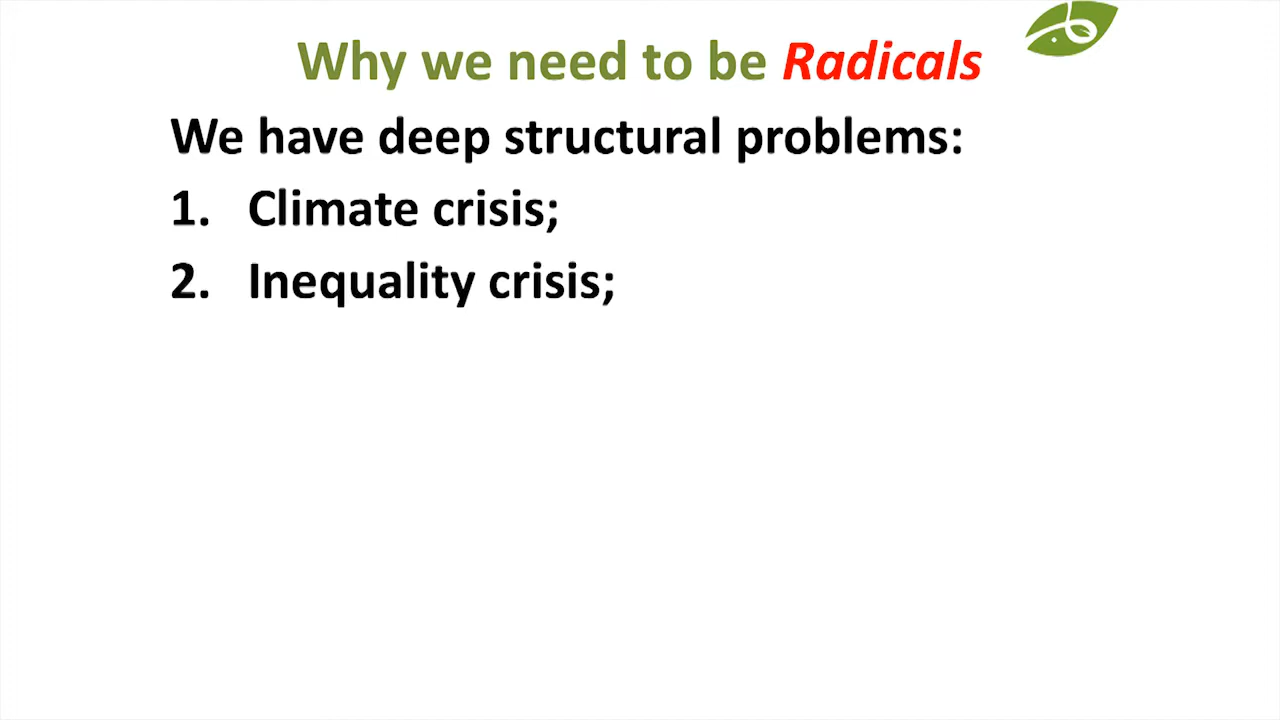 Why we need to be Radicals
We have deep structural problems:
1. Climate crisis;
2. Inequality crisis;